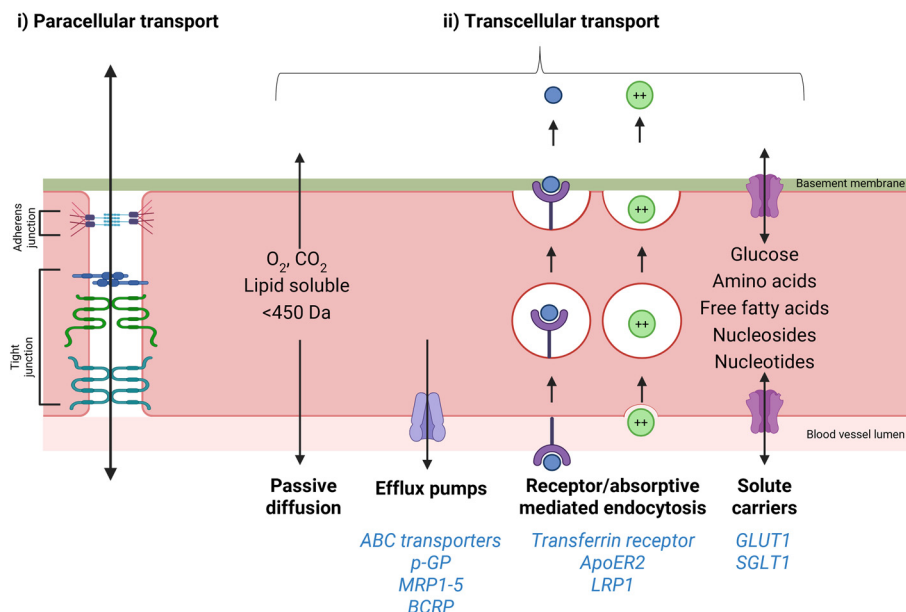 i) Paracellular transport
ii) Transcellular transport
++
Basement membrane
++
Adherens
junction
O₂, CO₂
Lipid soluble
<450 Da
Glucose
Amino acids
Free fatty acids
Nucleosides
Nucleotides
++
Tight
junction
++
Blood vessel lumen
Passive
diffusion
Efflux pumps
Receptor/absorptive
mediated endocytosis
Solute
carriers
ABC transporters
p-GP
MRP1-5
BCRP
Transferrin receptor
ApoER2
LRP1
GLUT1
SGLT1